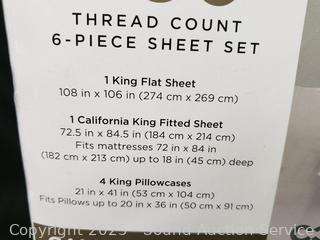 THREAD COUNT
6-PIECE SHEET SET
1 King Flat Sheet
108 in x 106 in (274 cm x 269 cm)
1 California King Fitted Sheet
72.5 in x 84.5 in (184 cm x 214 cm)
Fits mattresses 72 in x 84 in
(182 cm x 213 cm) up to 18 in (45 cm) deep
4 King Pillowcases
21 in x 41 in (53 cm x 104 cm)
Fits Pillows up to 20 in x 36 in (50 cm x 91 cm)
Copyright 2023 - Sound Auction Service